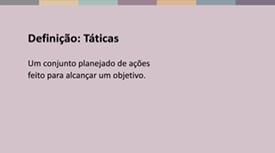 Definição: Táticas
Um conjunto planejado de ações
feito para alcançar um objetivo.